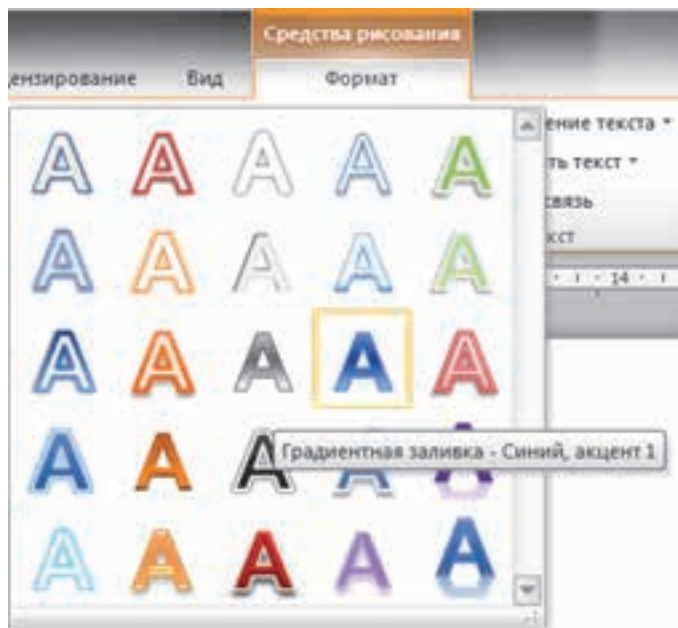 Средства рисования
ензирование Вид Формат
ение текста
ть текст
связь
кст
14
A A A A A
A A A A A
A A A A A
Градиентная заливка - Синий, акцент 1
A A A A A
A A A A A